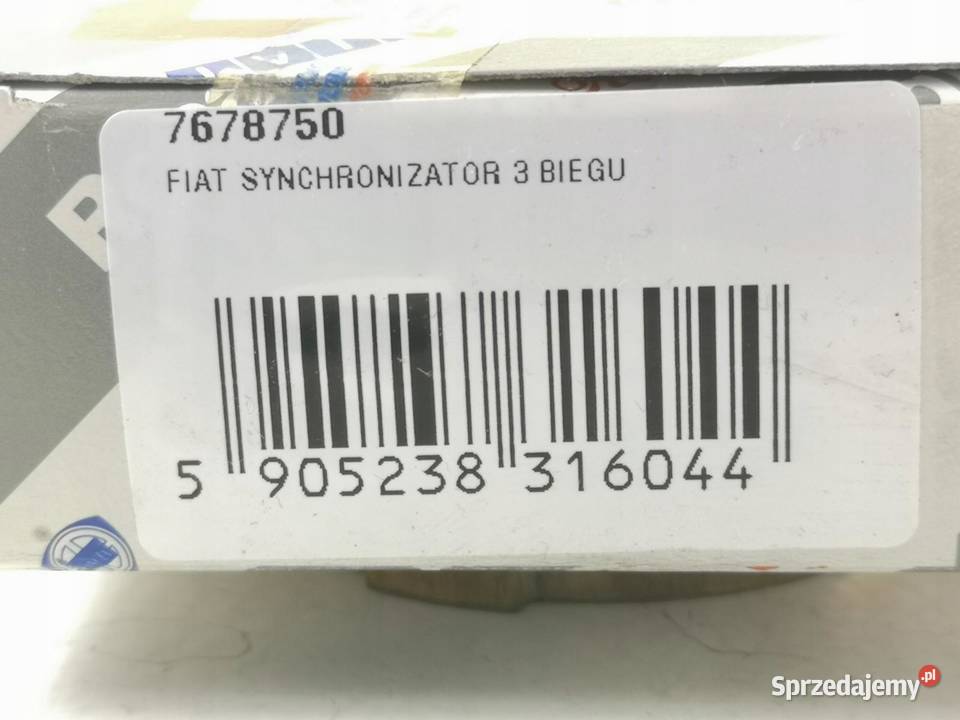 7678750
FIAT SYNCHRONIZATOR 3 BIEGU
5 905238 316044
Sprzedajemy.pl